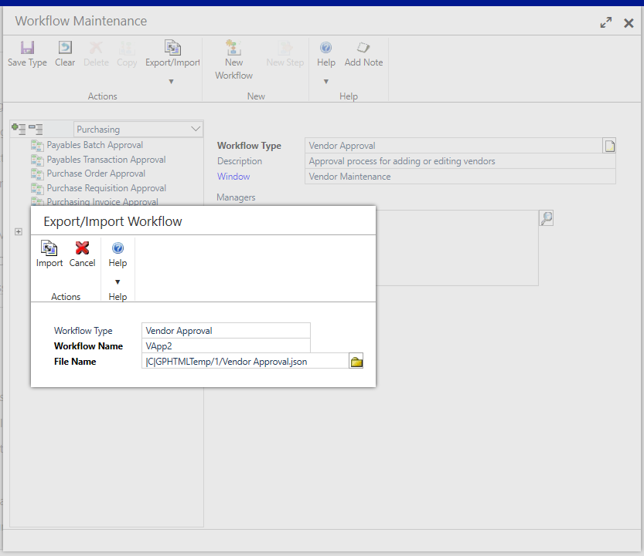 Workflow Maintenance
Save Type Clear Delete Copy Export/Import New Workflow New Step Help Add Note
Actions New Help
Purchasing
Payables Batch Approval
Payables Transaction Approval
Purchase Order Approval
Purchase Requisition Approval
Purchasing Invoice Approval
Workflow Type Vendor Approval
Description Approval process for adding or editing vendors
Window Vendor Maintenance
Managers
Export/Import Workflow
Import Cancel Help
Actions Help
Workflow Type Vendor Approval
Workflow Name VApp2
File Name |C|GPHTMLTemp/1/Vendor Approval.json